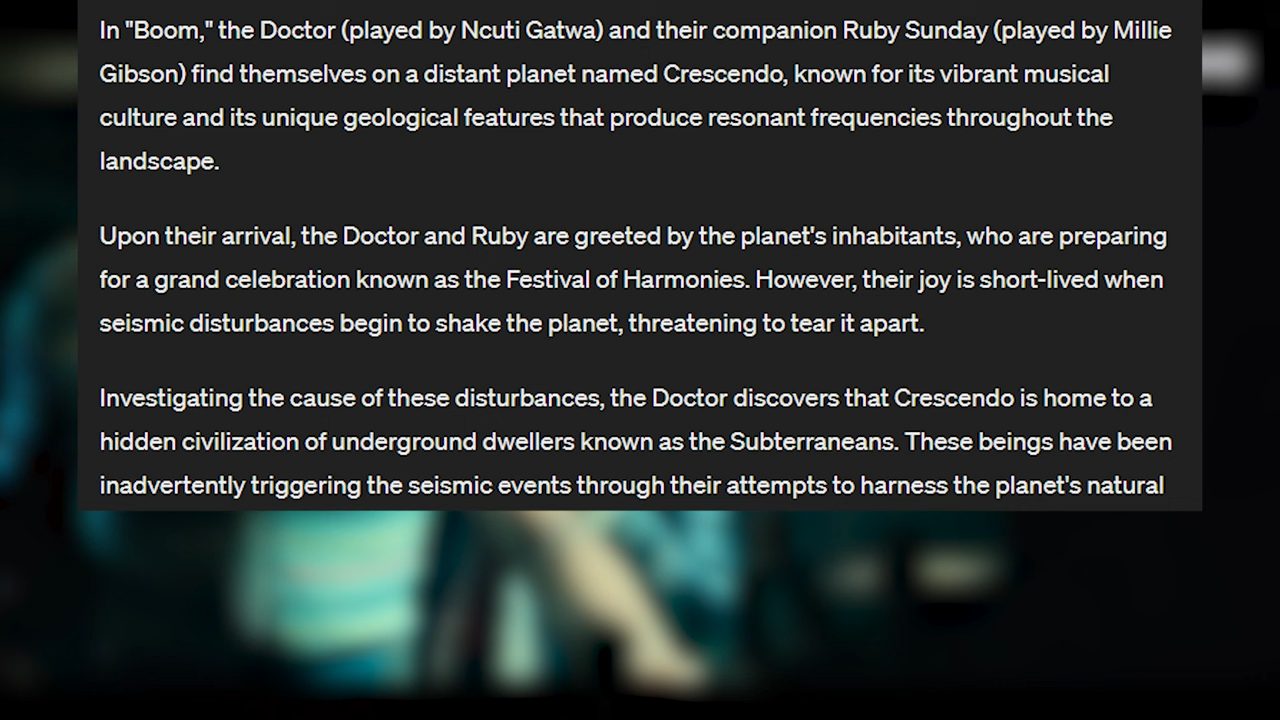 In "Boom," the Doctor (played by Ncuti Gatwa) and their companion Ruby Sunday (played by Millie
Gibson) find themselves on a distant planet named Crescendo, known for its vibrant musical
culture and its unique geological features that produce resonant frequencies throughout the
landscape.
Upon their arrival, the Doctor and Ruby are greeted by the planet's inhabitants, who are preparing
for a grand celebration known as the Festival of Harmonies. However, their joy is short-lived when
seismic disturbances begin to shake the planet, threatening to tear it apart.
Investigating the cause of these disturbances, the Doctor discovers that Crescendo is home to a
hidden civilization of underground dwellers known as the Subterraneans. These beings have been
inadvertently triggering the seismic events through their attempts to harness the planet's natural